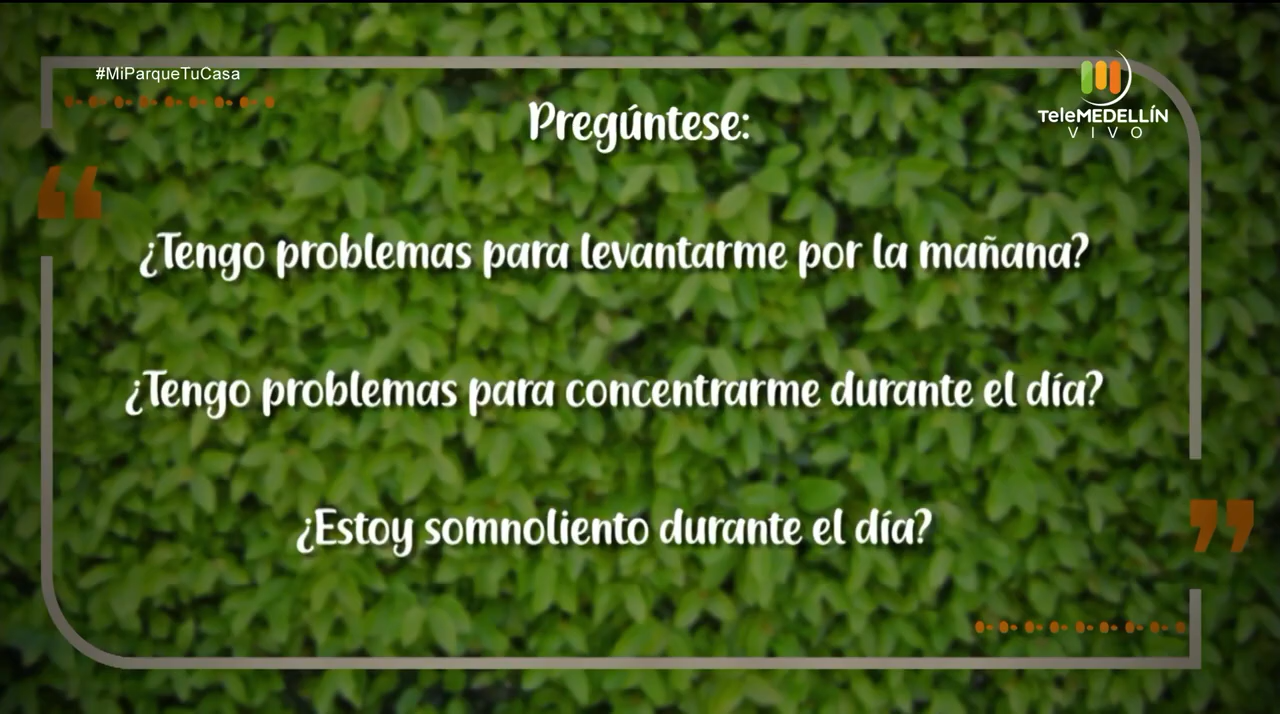 #MiParqueTuCasa
TeleMEDELLÍN
VIVO
Pregúntese:
¿Tengo problemas para levantarme por la mañana?
¿Tengo problemas para concentrarme durante el día?
¿Estoy somnoliento durante el día?